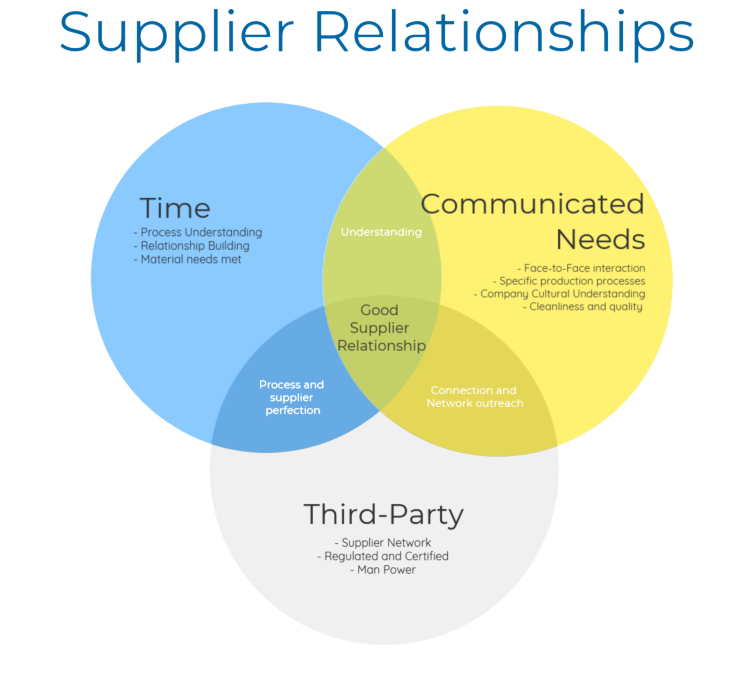 Supplier Relationships
Time
- Process Understanding
- Relationship Building
- Material needs met
Understanding
Communicated
Needs
- Face-to-Face interaction
- Specific production processes
- Company Cultural Understanding
- Cleanliness and quality
Good
Supplier
Relationship
Process and
supplier
perfection
Connection and
Network outreach
Third-Party
- Supplier Network
- Regulated and Certified
- Man Power